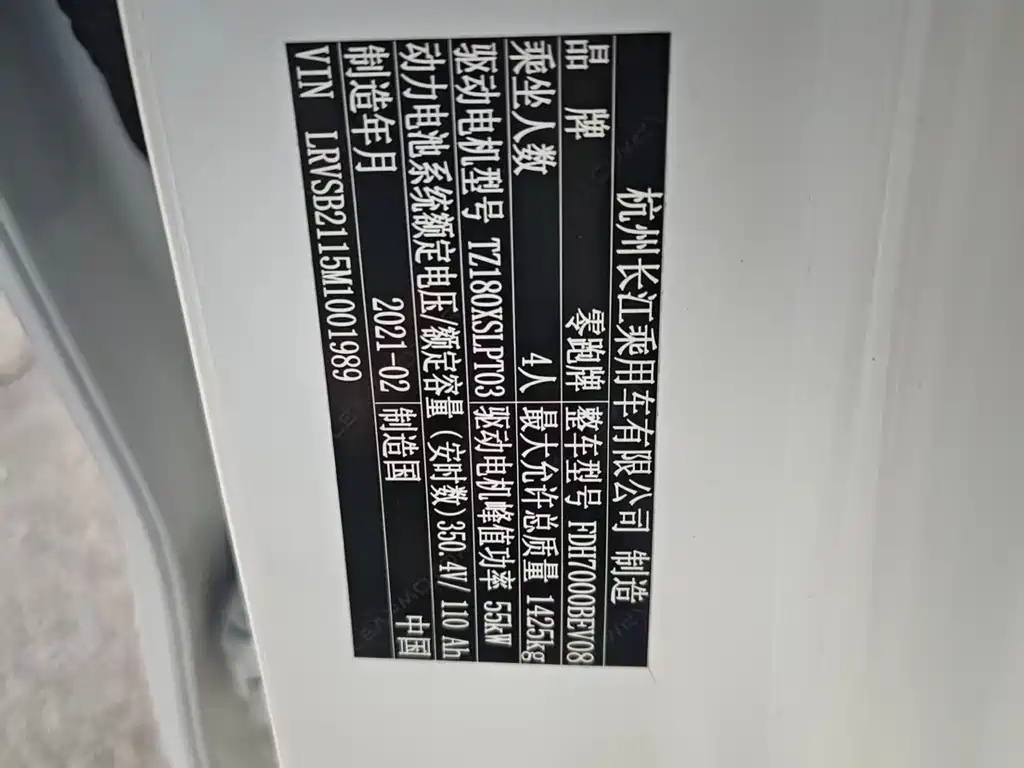 杭州长江乘用车有限公司 制造
品 牌 零跑牌 整车型号 FDH7000BEV08
乘坐人数 4人 最大允许总质量 1425kg
驱动电机型号 TZ180XSLPT03 驱动电机峰值功率 55kW
动力电池系统额定电压/额定容量(安时数)350.4V/110 Ah
制造年月 2021-02 制造国 中国
VIN LRVSB2115M1001989